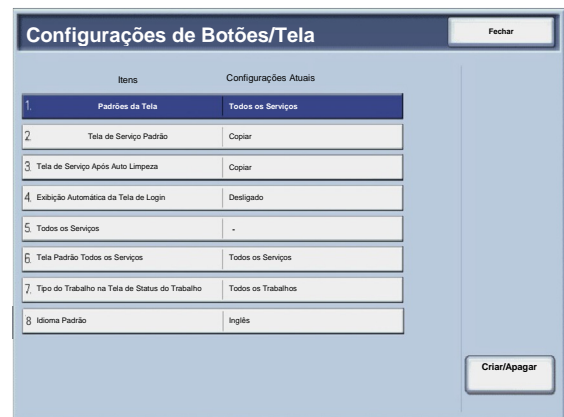 Configurações de Botões/Tela
Fechar
Itens Configurações Atuais
1. Padrões da Tela Todos os Serviços
2 Tela de Serviço Padrão Copiar
3. Tela de Serviço Após Auto Limpeza Copiar
4. Exibição Automática da Tela de Login Desligado
5. Todos os Serviços -
6. Tela Padrão Todos os Serviços Todos os Serviços
7. Tipo do Trabalho na Tela de Status do Trabalho Todos os Trabalhos
8 Idioma Padrão Inglês
Criar/Apagar